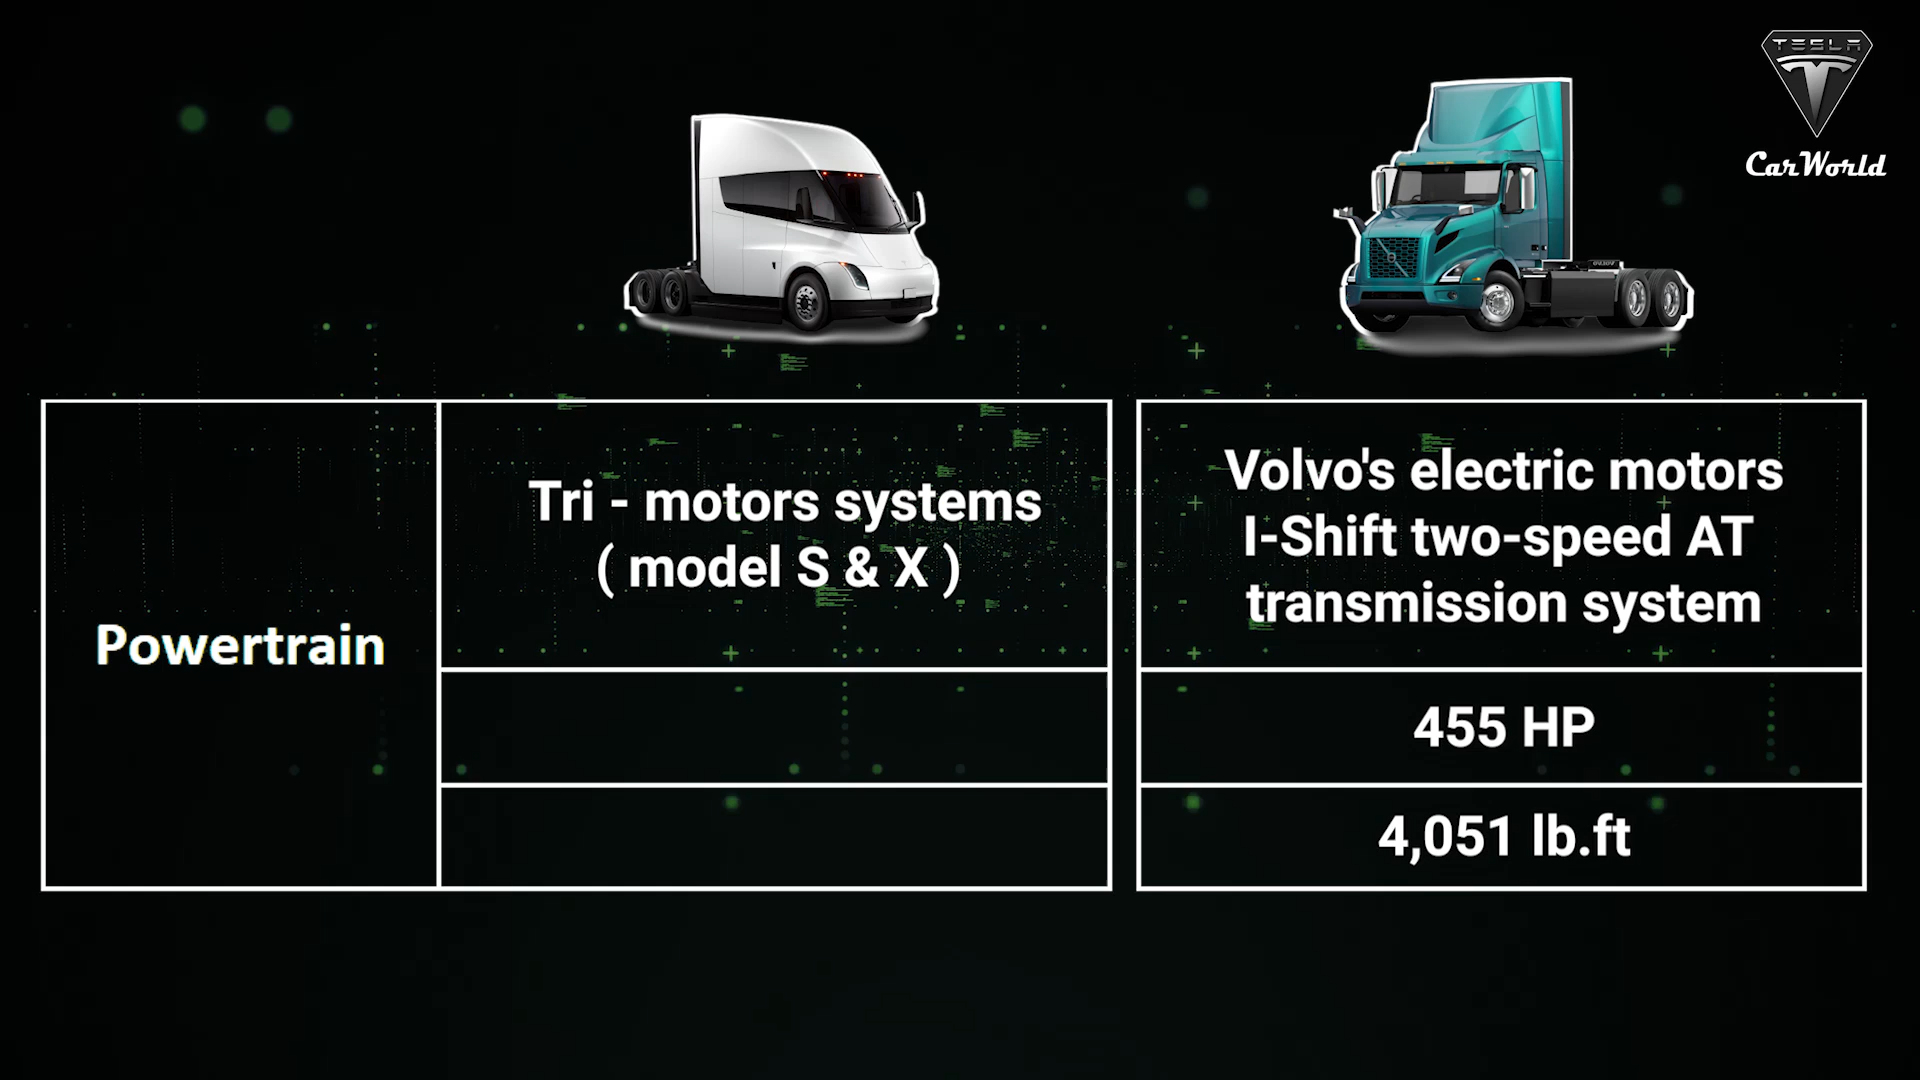 TESLA
CarWorld
Powertrain
Tri - motors systems
( model S & X )
Volvo's electric motors
I-Shift two-speed AT
transmission system
455 HP
4,051 lb.ft